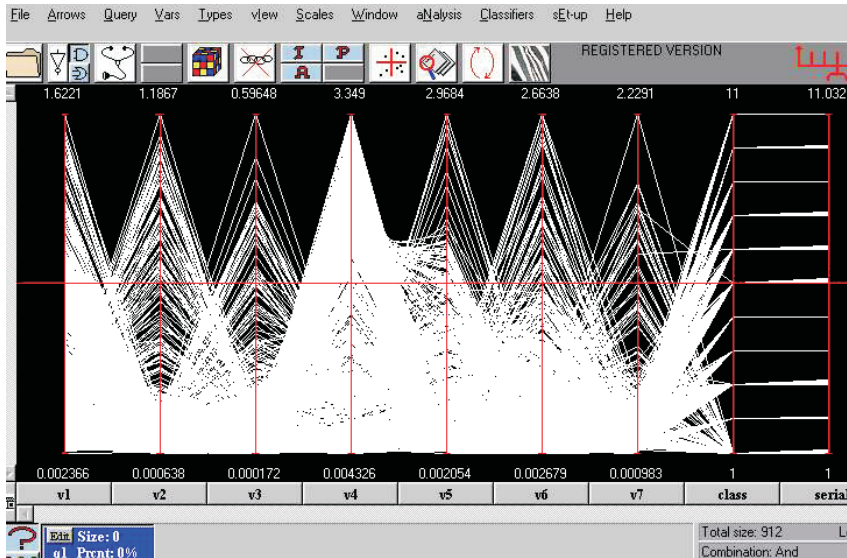 File Arrows Query Vars Types vIew Scales Window aNalysis Classifiers sEt-up Help
I P REGISTERED VERSION
A
1.6221 1.1867 0.59648 3.349 2.9684 2.6638 2.2291 11 11.032
0.002366 0.000638 0.000172 0.004326 0.002054 0.002679 0.000983 1 1
v1 v2 v3 v4 v5 v6 v7 class serial
? Edit Size: 0 Total size: 912 L
q1 Prcnt: 0% Combination: And